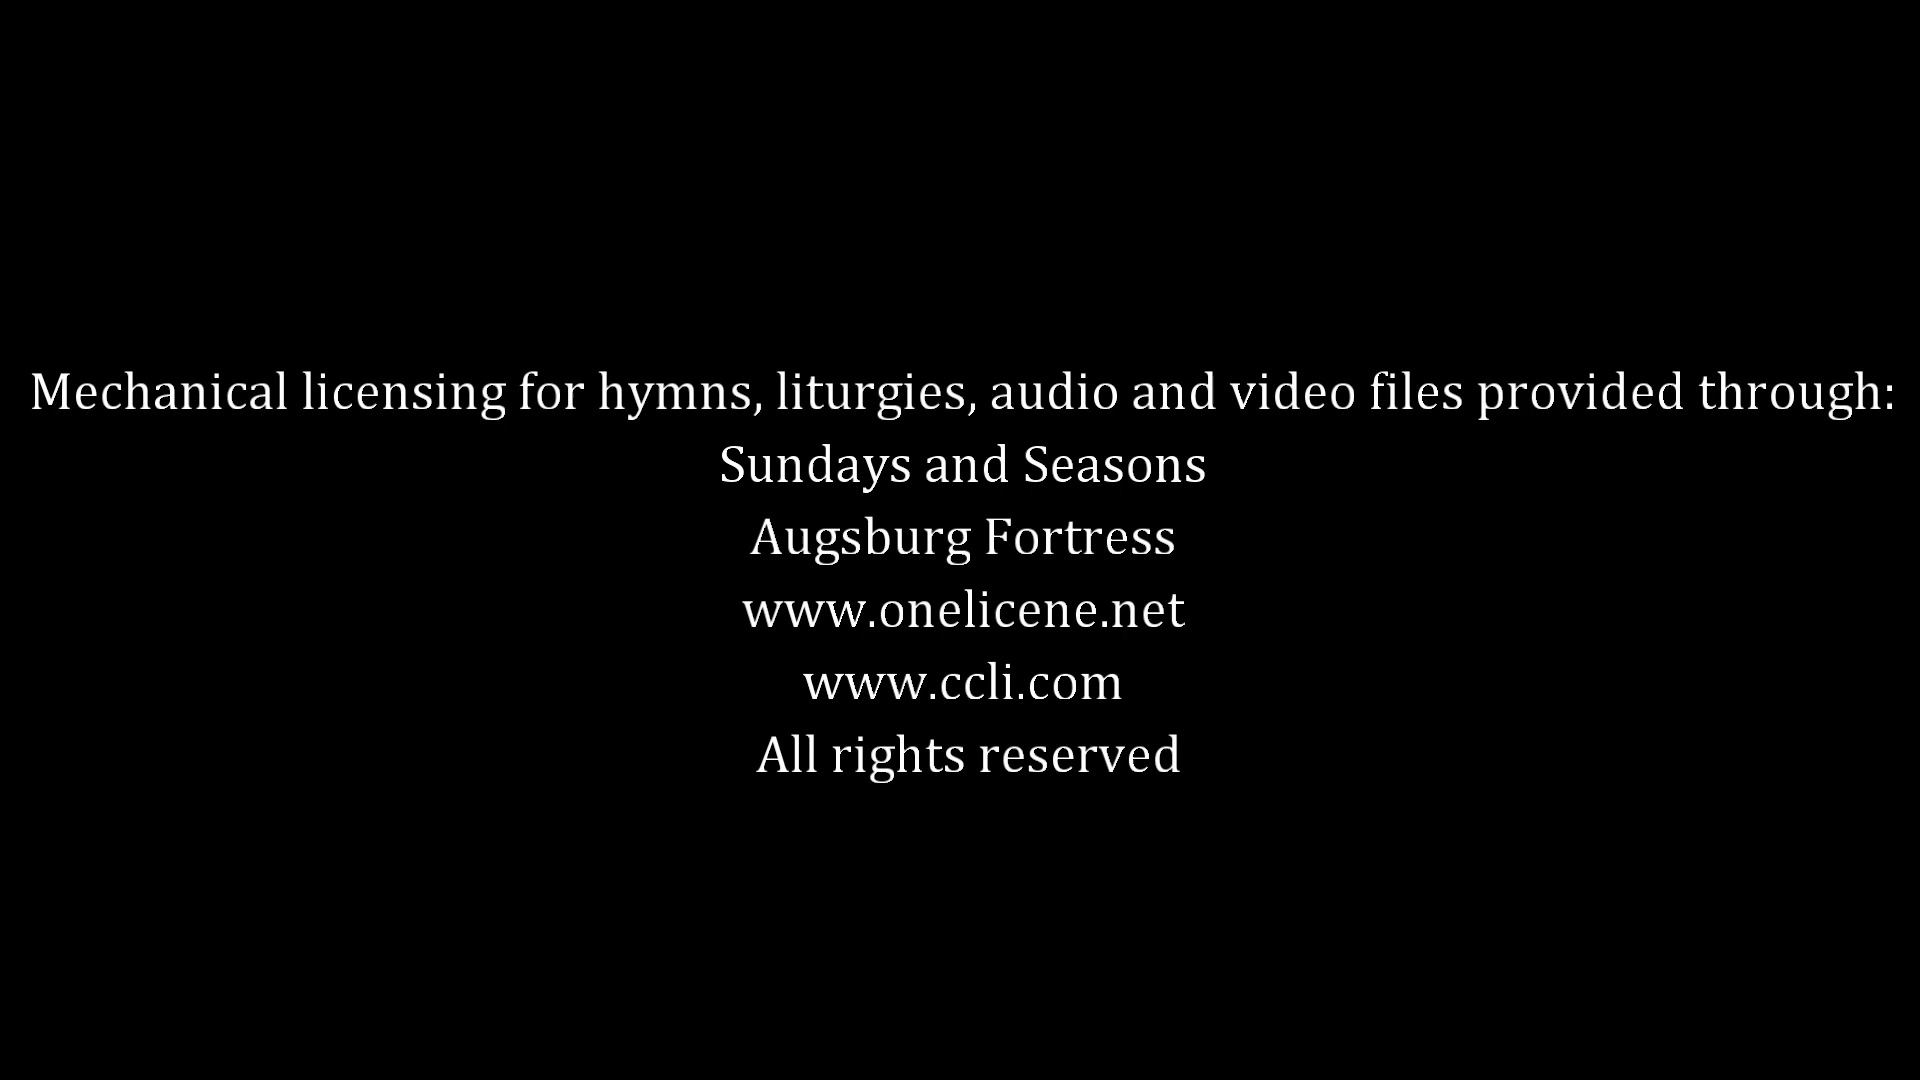 Mechanical licensing for hymns, liturgies, audio and video files provided through:
Sundays and Seasons
Augsburg Fortress
www.onelicene.net
www.ccli.com
All rights reserved